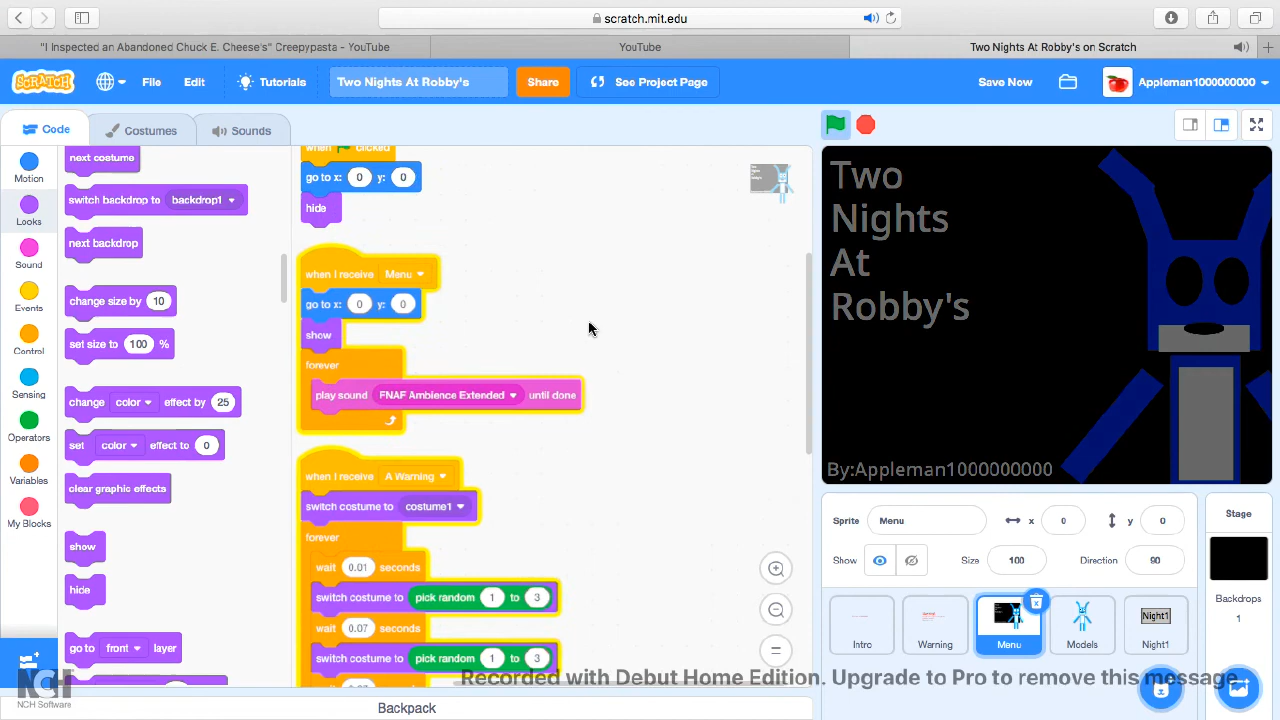 scratch.mit.edu
"I Inspected an Abandoned Chuck E. Cheese's" Creepypasta - YouTube
YouTube
Two Nights At Robby's on Scratch
SCRATCH
File
Edit
Tutorials
Two Nights At Robby's
Share
See Project Page
Save Now
Appleman1000000000
Code
Costumes
Sounds
Motion
Looks
Sound
Events
Control
Sensing
Operators
Variables
My Blocks
next costume
switch backdrop to backdrop1
next backdrop
change size by 10
set size to 100 %
change color effect by 25
set color effect to 0
clear graphic effects
show
hide
go to front layer
when clicked
go to x: 0 y: 0
hide
when I receive Menu
go to x: 0 y: 0
show
forever
play sound FNAF Ambience Extended until done
when I receive A Warning
switch costume to costume1
forever
wait 0.01 seconds
switch costume to pick random 1 to 3
wait 0.07 seconds
switch costume to pick random 1 to 3
Two
Nights
At
Robby's
By:Appleman1000000000
Sprite Menu x 0 y 0
Show Size 100 Direction 90
Stage
Backdrops
1
Intro
Warning
Menu
Models
Night1
Night1
Backpack
NCH
NCH Software
Recorded with Debut Home Edition. Upgrade to Pro to remove this message.